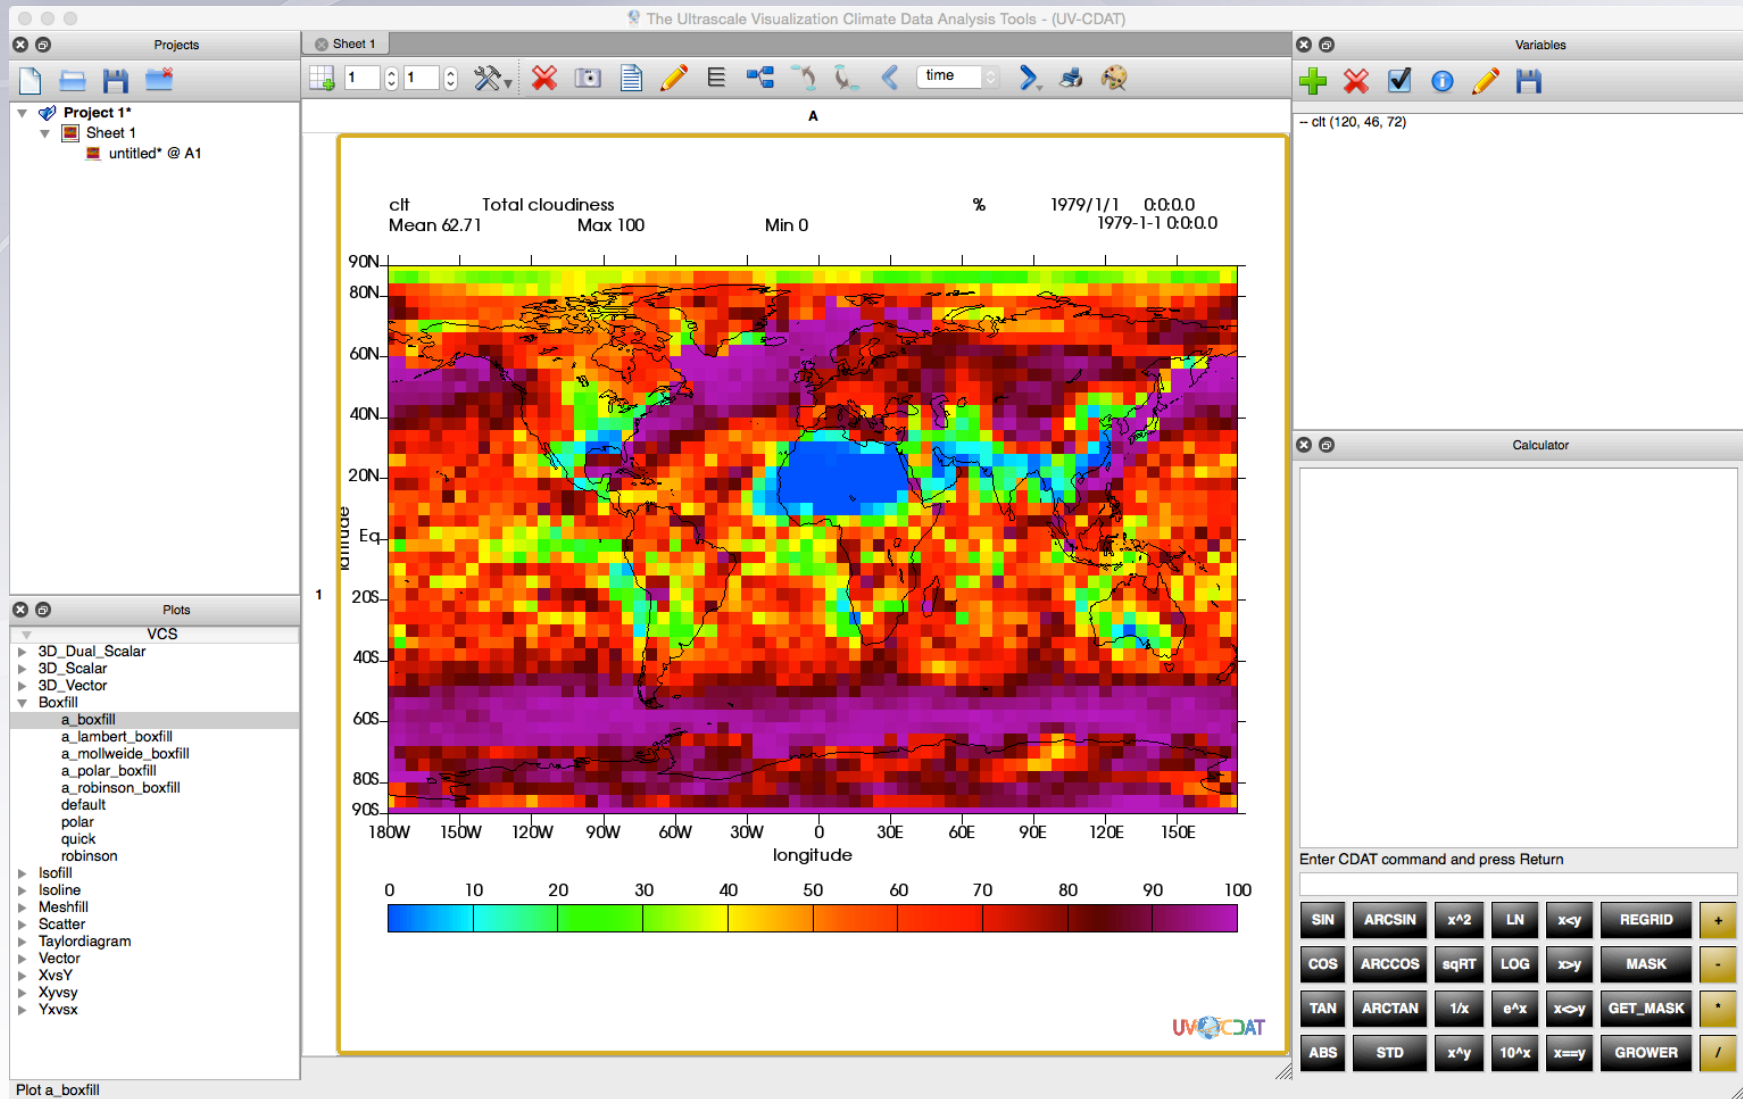 The Ultrascale Visualization Climate Data Analysis Tools - (UV-CDAT)
Projects
Project 1*
Sheet 1
untitled* @ A1
Plots
VCS
3D_Dual_Scalar
3D_Scalar
3D_Vector
Boxfill
a_boxfill
a_lambert_boxfill
a_mollweide_boxfill
a_polar_boxfill
a_robinson_boxfill
default
polar
quick
robinson
Isofill
Isoline
Meshfill
Scatter
Taylordiagram
Vector
XvsY
Xyvsy
Yxvsx
Plot a_boxfill
Sheet 1
1 1 time
A
1
clt Total cloudiness % 1979/1/1 0:0:0.0
Mean 62.71 Max 100 Min 0 1979-1-1 0:0:0.0
90N
80N
60N
40N
20N
latitude
Eq
20S
40S
60S
80S
90S
180W 150W 120W 90W 60W 30W 0 30E 60E 90E 120E 150E
longitude
0 10 20 30 40 50 60 70 80 90 100
UV CDAT
Variables
-- clt (120, 46, 72)
Calculator
Enter CDAT command and press Return
SIN ARCSIN x^2 LN x<y REGRID +
COS ARCCOS sqRT LOG x>y MASK -
TAN ARCTAN 1/x e^x x<>y GET_MASK *
ABS STD x^y 10^x x==y GROWER /